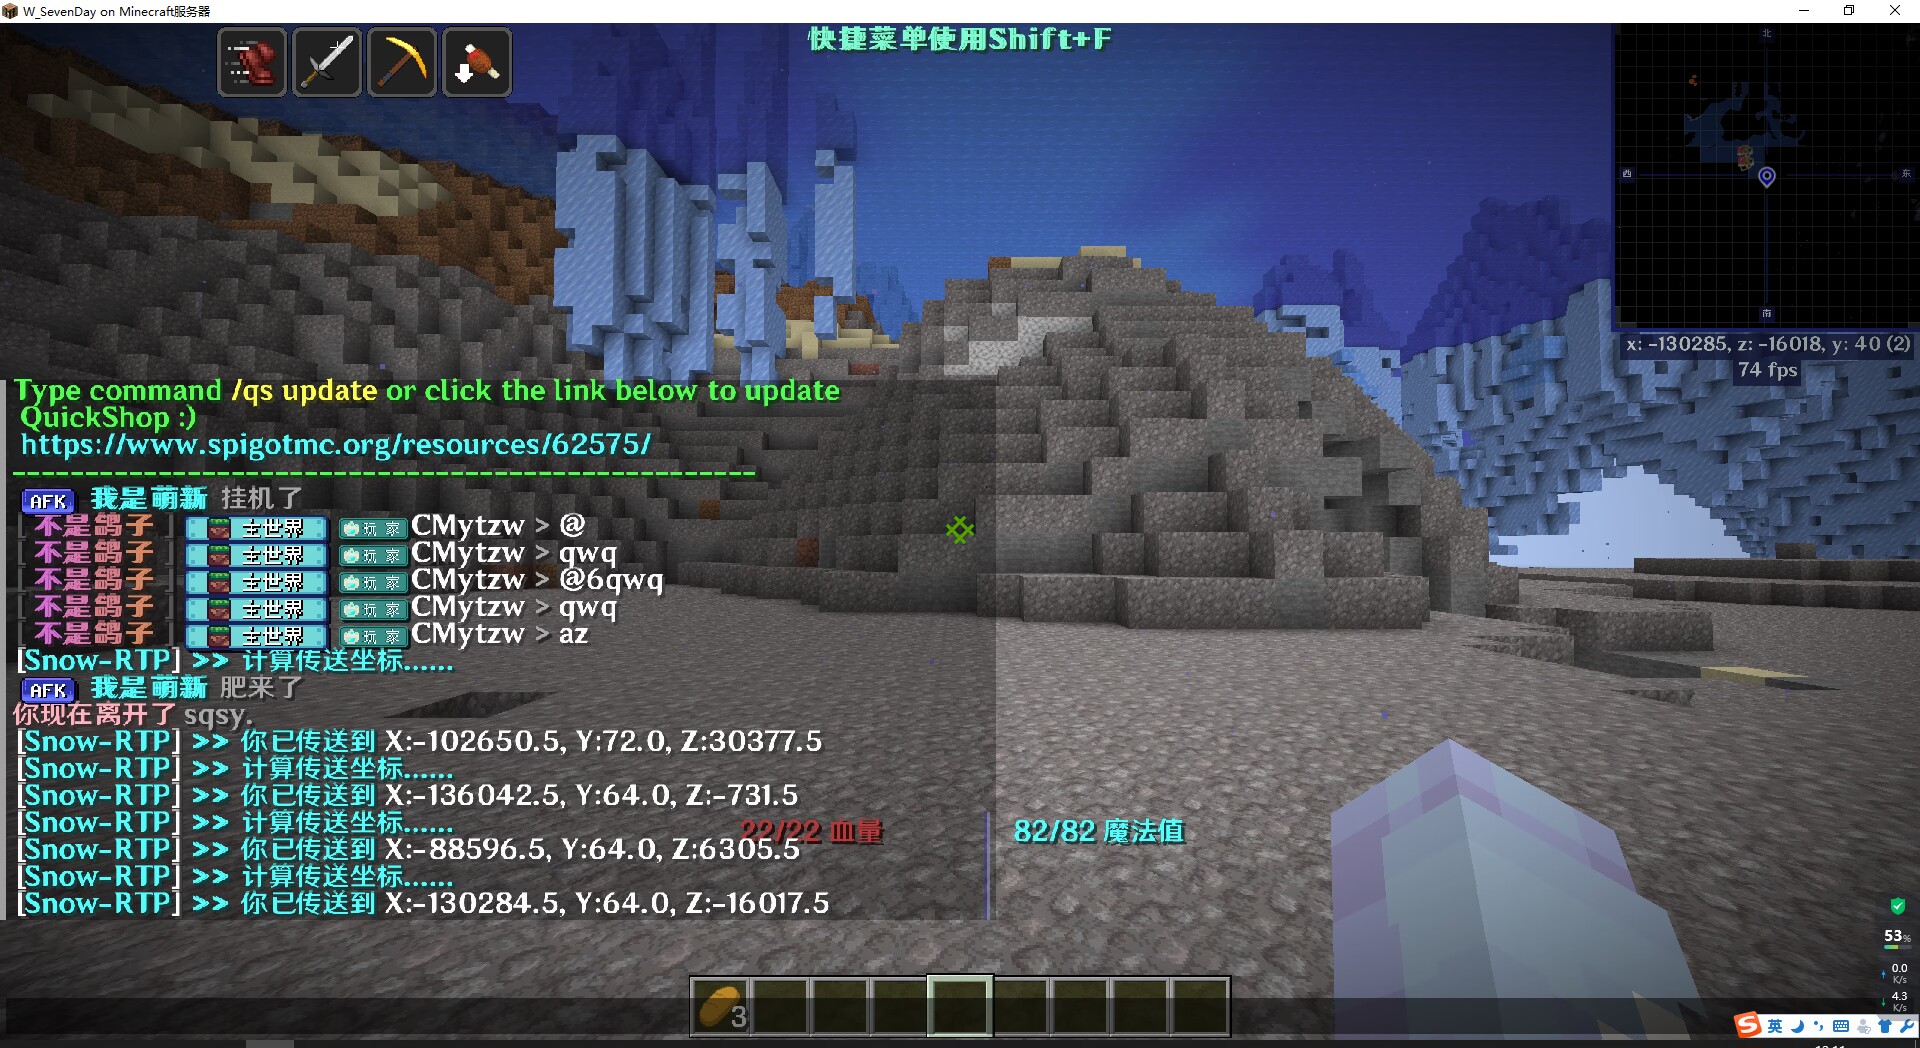 W_SevenDay on Minecraft服务器
快捷菜单使用Shift+F
北
西
东
南
x: -130285, z: -16018, y: 40 (2)
74 fps
Type command /qs update or click the link below to update
QuickShop :)
https://www.spigotmc.org/resources/62575/
AFK 我是萌新 挂机了
[不是鸽子] 主世界 玩家 CMytzw > @
[不是鸽子] 主世界 玩家 CMytzw > qwq
[不是鸽子] 主世界 玩家 CMytzw > @6qwq
[不是鸽子] 主世界 玩家 CMytzw > qwq
[不是鸽子] 主世界 玩家 CMytzw > az
[Snow-RTP] >> 计算传送坐标......
AFK 我是萌新 肥来了
你现在离开了 sqsy.
[Snow-RTP] >> 你已传送到 X:-102650.5, Y:72.0, Z:30377.5
[Snow-RTP] >> 计算传送坐标......
[Snow-RTP] >> 你已传送到 X:-136042.5, Y:64.0, Z:-731.5
[Snow-RTP] >> 计算传送坐标......
22/22 血量
82/82 魔法值
[Snow-RTP] >> 你已传送到 X:-88596.5, Y:64.0, Z:6305.5
[Snow-RTP] >> 计算传送坐标......
[Snow-RTP] >> 你已传送到 X:-130284.5, Y:64.0, Z:-16017.5
3
53%
0.0
K/s
4.3
K/s
S 英